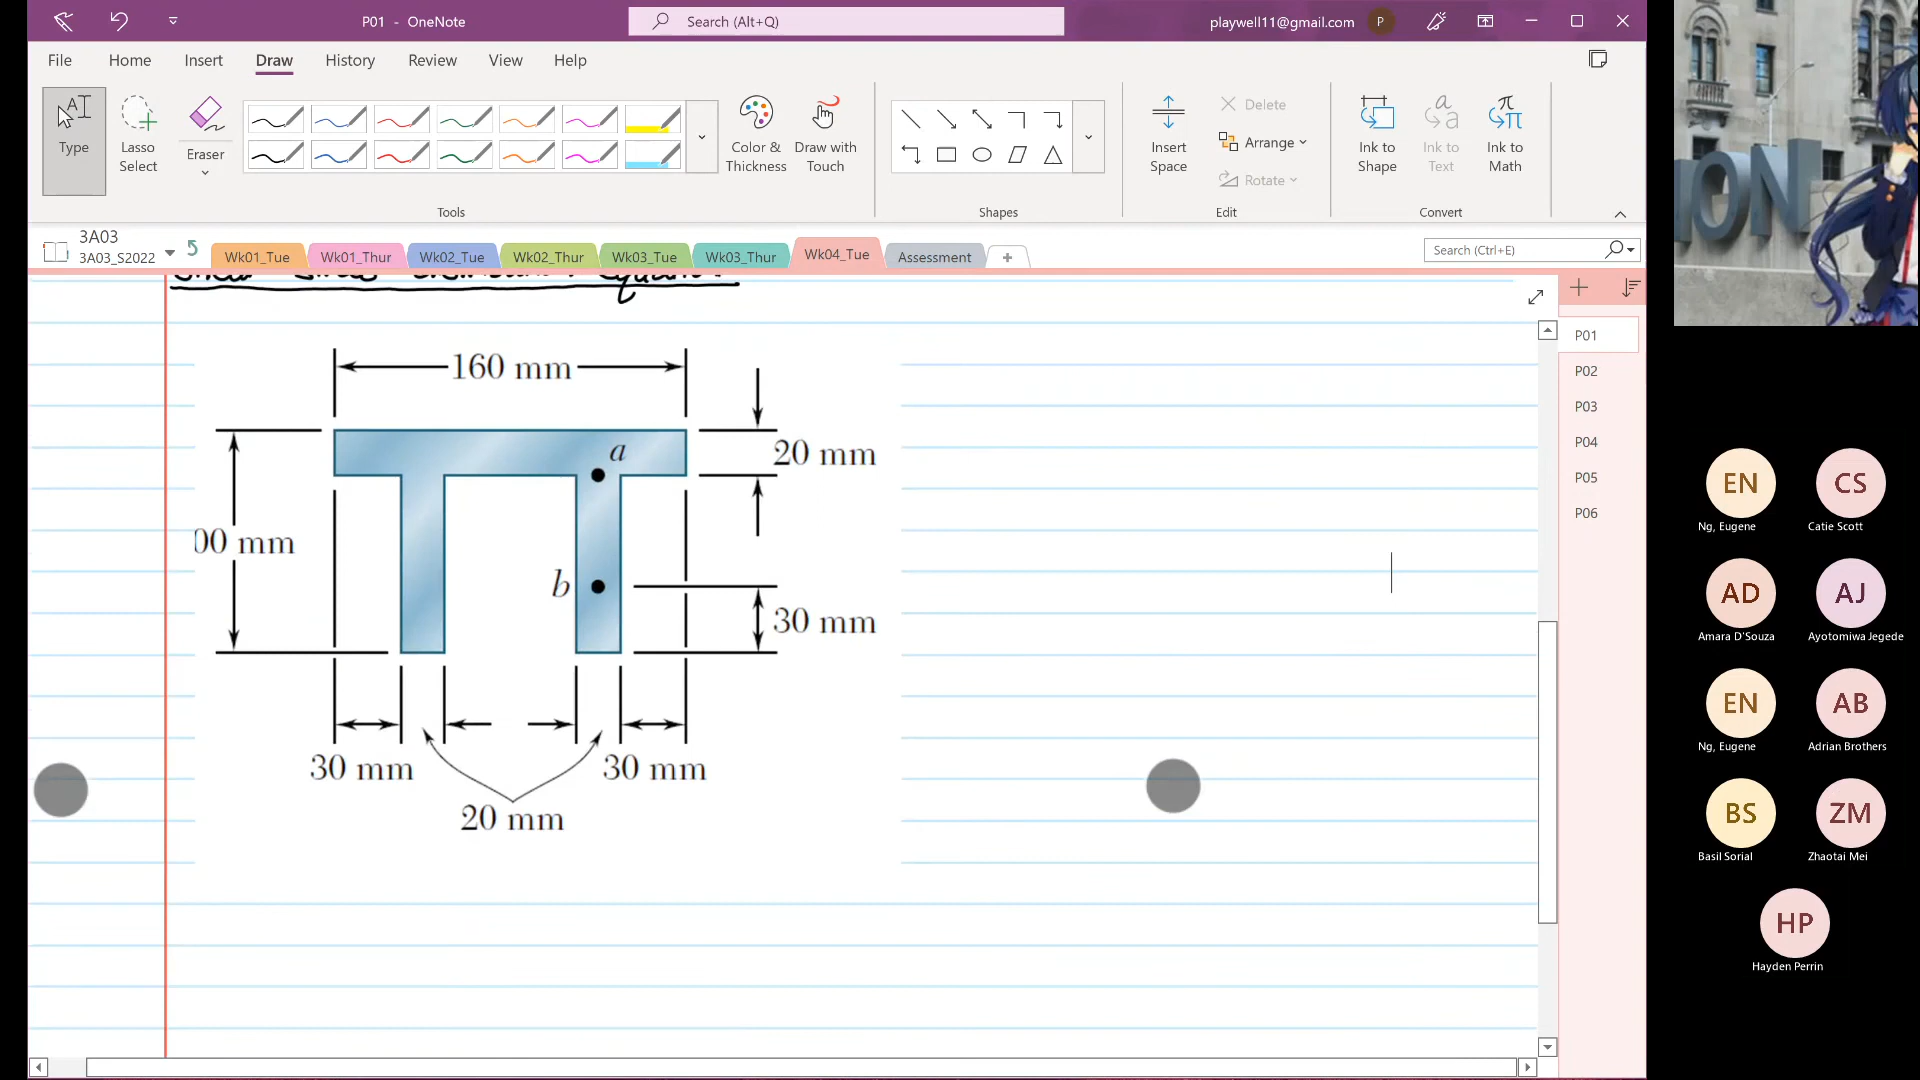 P01 - OneNote
Search (Alt+Q)
playwell11@gmail.com
P
File
Home
Insert
Draw
History
Review
View
Help
Type
Lasso Select
Eraser
Color & Thickness
Draw with Touch
Insert Space
Delete
Arrange
Rotate
Ink to Shape
Ink to Text
Ink to Math
Tools
Shapes
Edit
Convert
3A03
3A03_S2022
Wk01_Tue
Wk01_Thur
Wk02_Tue
Wk02_Thur
Wk03_Tue
Wk03_Thur
Wk04_Tue
Assessment
Search (Ctrl+E)
160 mm
a
20 mm
00 mm
b
30 mm
30 mm
30 mm
20 mm
P01
P02
P03
P04
P05
P06
ION
EN
Ng, Eugene
CS
Catie Scott
AD
Amara D'Souza
AJ
Ayotomiwa Jegede
EN
Ng, Eugene
AB
Adrian Brothers
BS
Basil Sorial
ZM
Zhaotai Mei
HP
Hayden Perrin